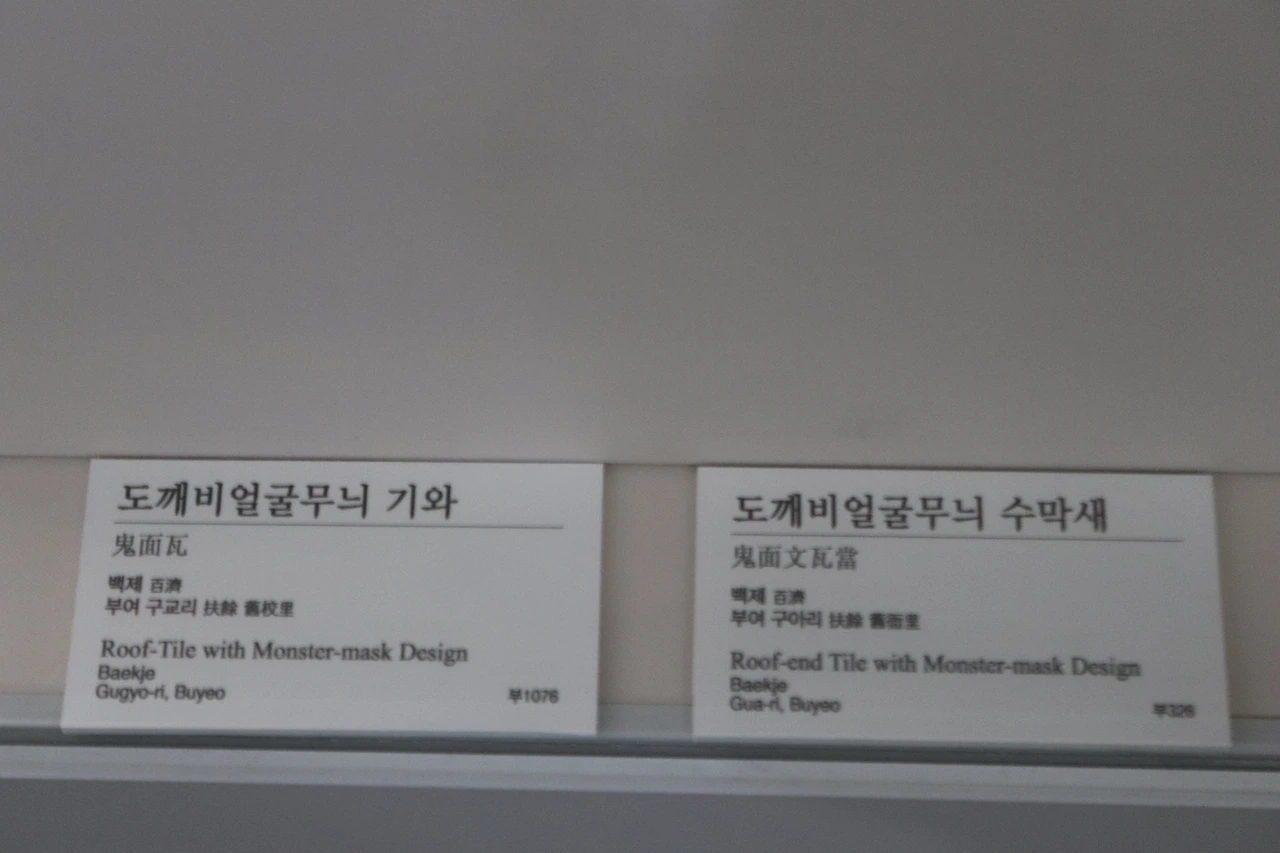 도깨비얼굴무늬 기와
鬼面瓦
백제 百濟
부여 구교리 扶餘 舊校里
Roof-Tile with Monster-mask Design
Baekje
Gugyo-ri, Buyeo
부1076
도깨비얼굴무늬 수막새
鬼面文瓦當
백제 百濟
부여 구아리 扶餘 舊衙里
Roof-end Tile with Monster-mask Design
Baekje
Gua-ri, Buyeo
부326